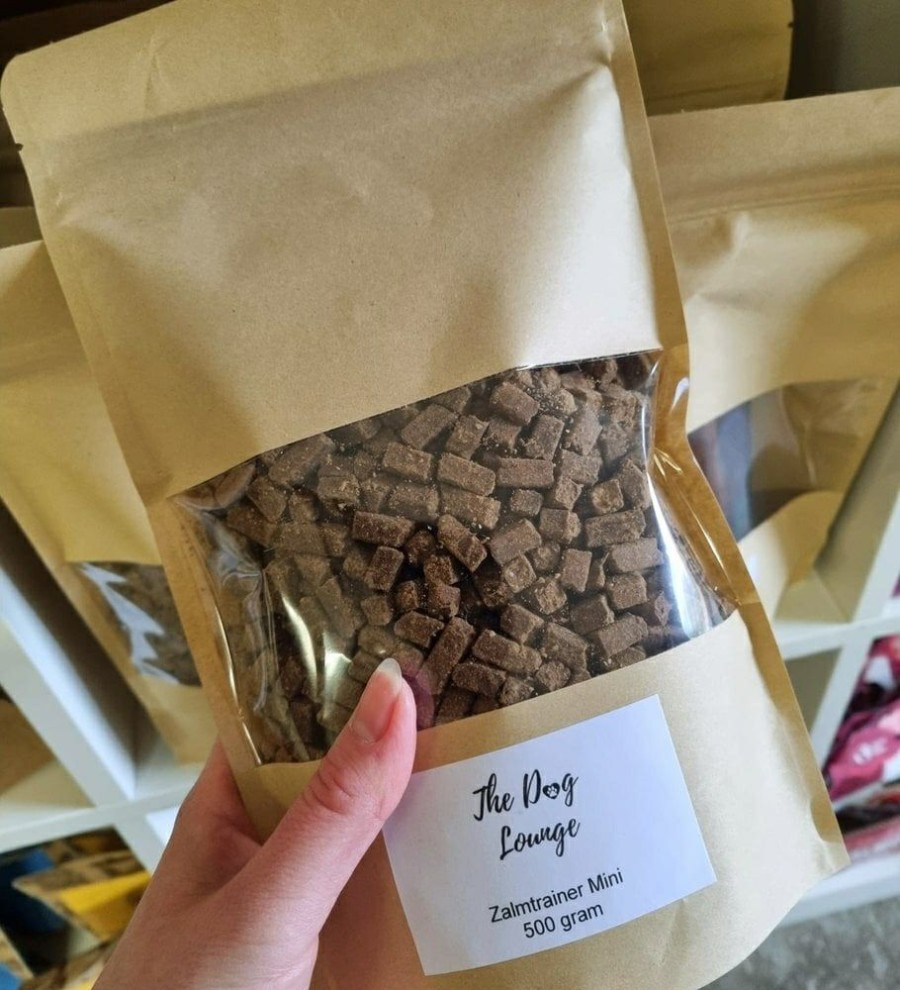 The Dog
Lounge
Zalmtrainer Mini
500 gram